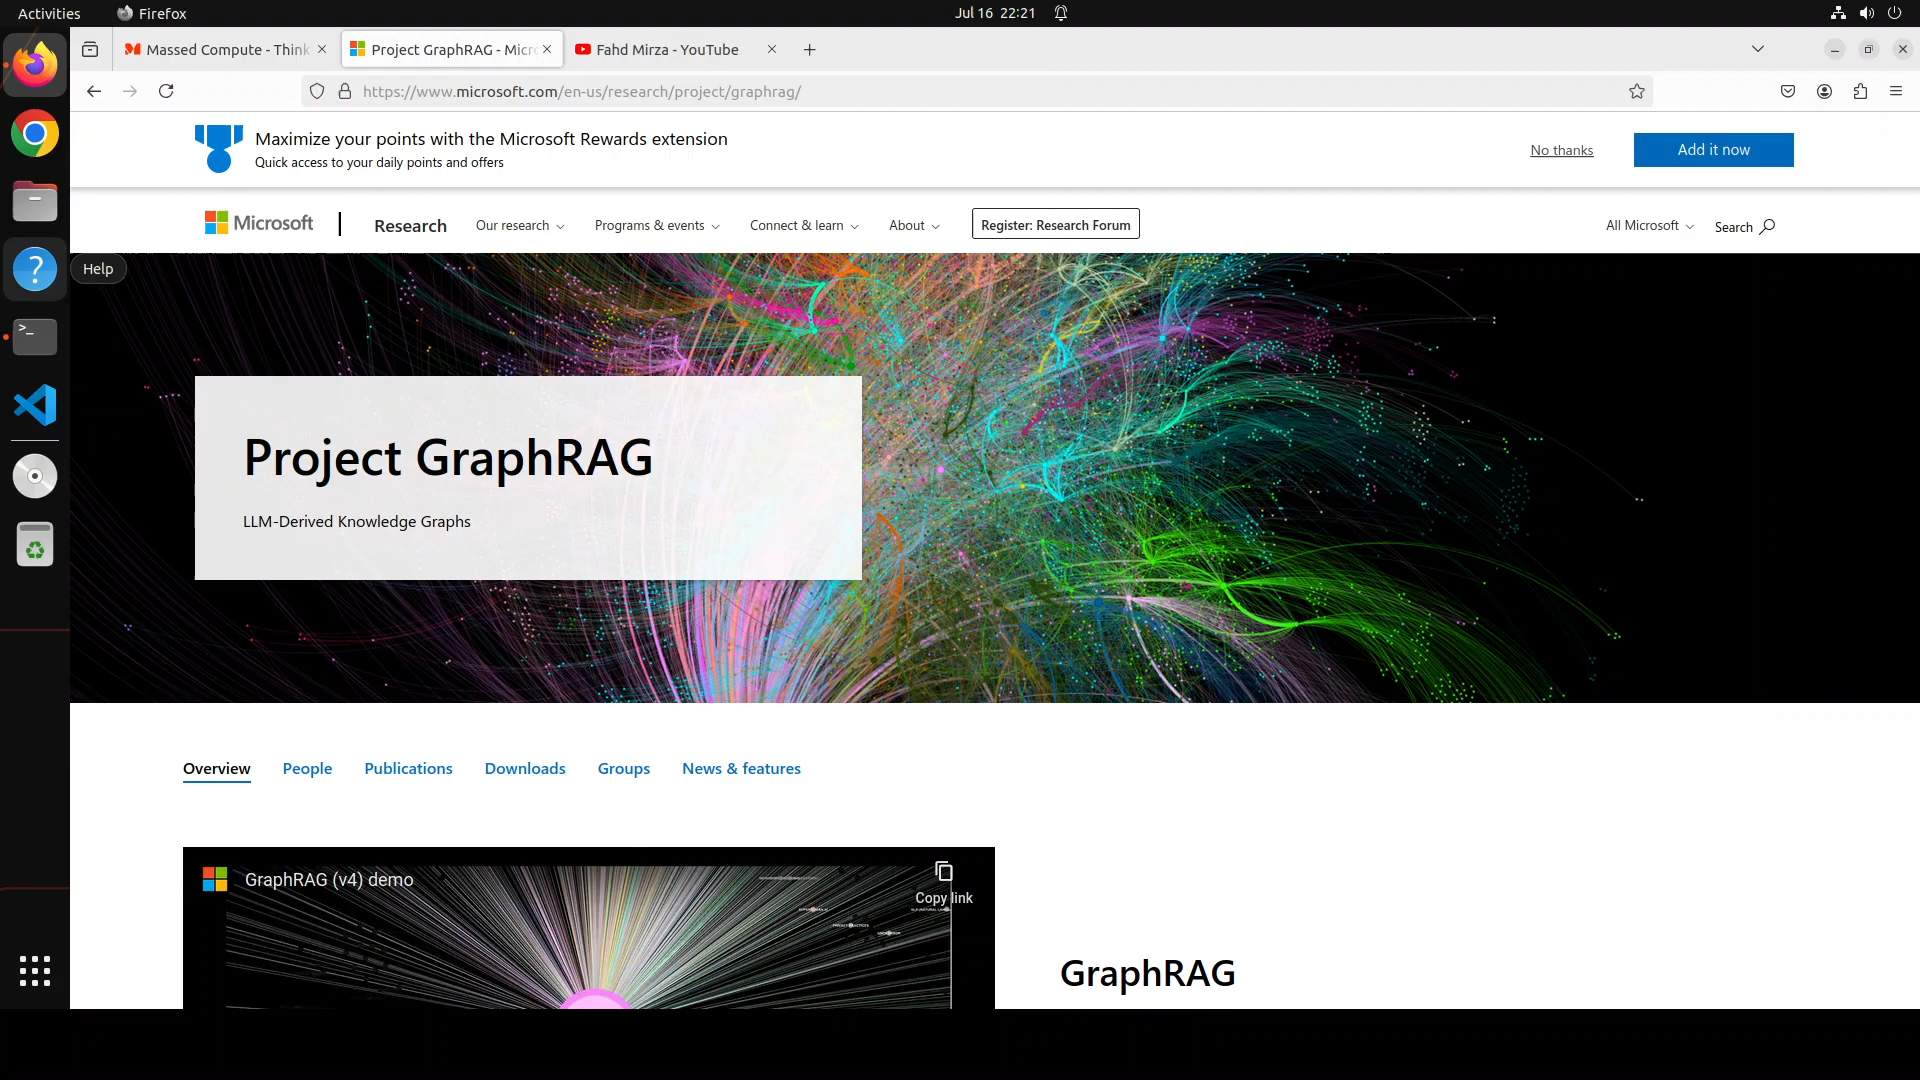 Activities
Firefox
Jul 16 22:21
Massed Compute - Think
Project GraphRAG - Micr
Fahd Mirza - YouTube
https://www.microsoft.com/en-us/research/project/graphrag/
Maximize your points with the Microsoft Rewards extension
Quick access to your daily points and offers
No thanks
Add it now
Microsoft
Research
Our research
Programs & events
Connect & learn
About
Register: Research Forum
All Microsoft
Search
Help
Project GraphRAG
LLM-Derived Knowledge Graphs
Overview
People
Publications
Downloads
Groups
News & features
GraphRAG (v4) demo
Copy link
GraphRAG